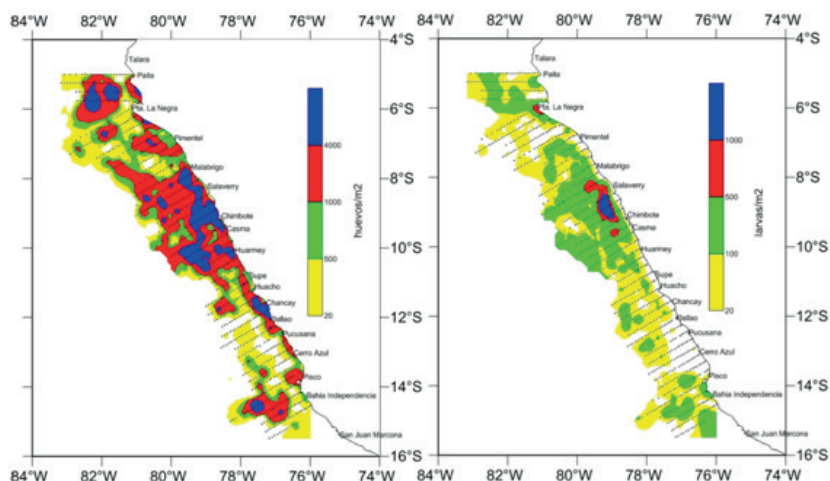 84°W 82°W 80°W 78°W 76°W 74°W
4°S
Talara
Paita
6°S
Pta. La Negra
Pimentel
Malabrigo
8°S
Salaverry
Chimbote
Casma
10°S
Huarmey
Supe
Huacho
Chancay
12°S
Callao
Pucusana
Cerro Azul
Pisco
14°S
Bahia Independencia
San Juan Marcona
16°S
84°W 82°W 80°W 78°W 76°W 74°W
4000
1000
500
20
huevos/m2
84°W 82°W 80°W 78°W 76°W 74°W
4°S
Talara
Paita
6°S
Pta. La Negra
Pimentel
Malabrigo
8°S
Salaverry
Chimbote
Casma
10°S
Huarmey
Supe
Huacho
Chancay
12°S
Callao
Pucusana
Cerro Azul
Pisco
14°S
Bahia Independencia
San Juan Marcona
16°S
84°W 82°W 80°W 78°W 76°W 74°W
1000
500
100
20
larvas/m2